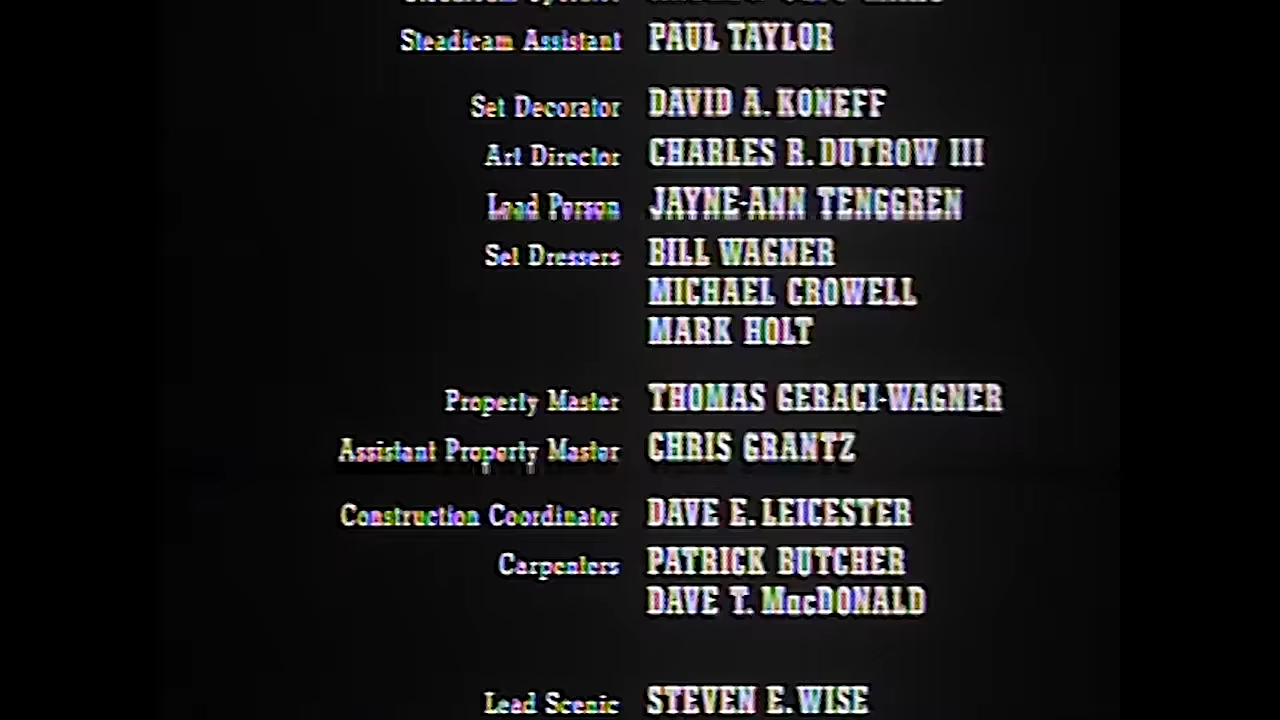 Steadicam Assistant PAUL TAYLOR
Set Decorator DAVID A. KONEFF
Art Director CHARLES R. DUTROW III
Lead Person JAYNE-ANN TENGGREN
Set Dressers BILL WAGNER
MICHAEL CROWELL
MARK HOLT
Property Master THOMAS GERACI-WAGNER
Assistant Property Master CHRIS GRANTZ
Construction Coordinator DAVE E. LEICESTER
Carpenters PATRICK BUTCHER
DAVE T. MacDONALD
Lead Scenic STEVEN E. WISE